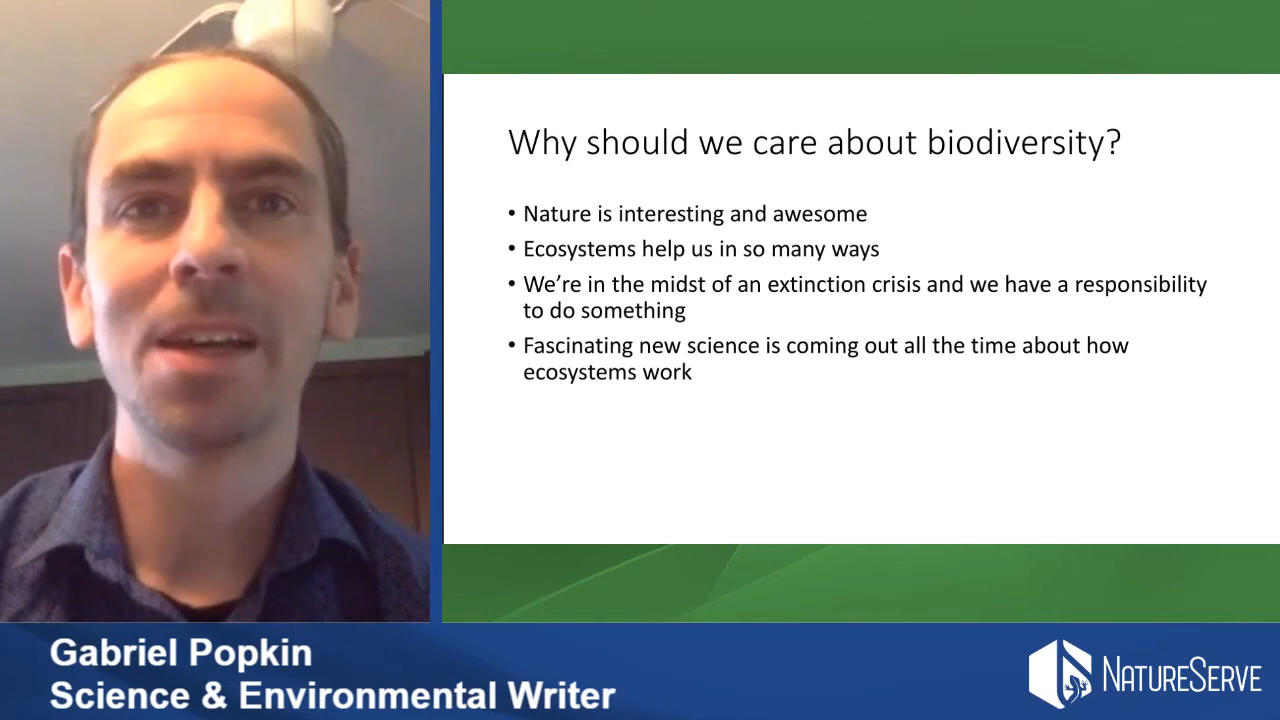 Why should we care about biodiversity?
• Nature is interesting and awesome
• Ecosystems help us in so many ways
• We’re in the midst of an extinction crisis and we have a responsibility
to do something
• Fascinating new science is coming out all the time about how
ecosystems work
Gabriel Popkin
Science & Environmental Writer
NATURESERVE